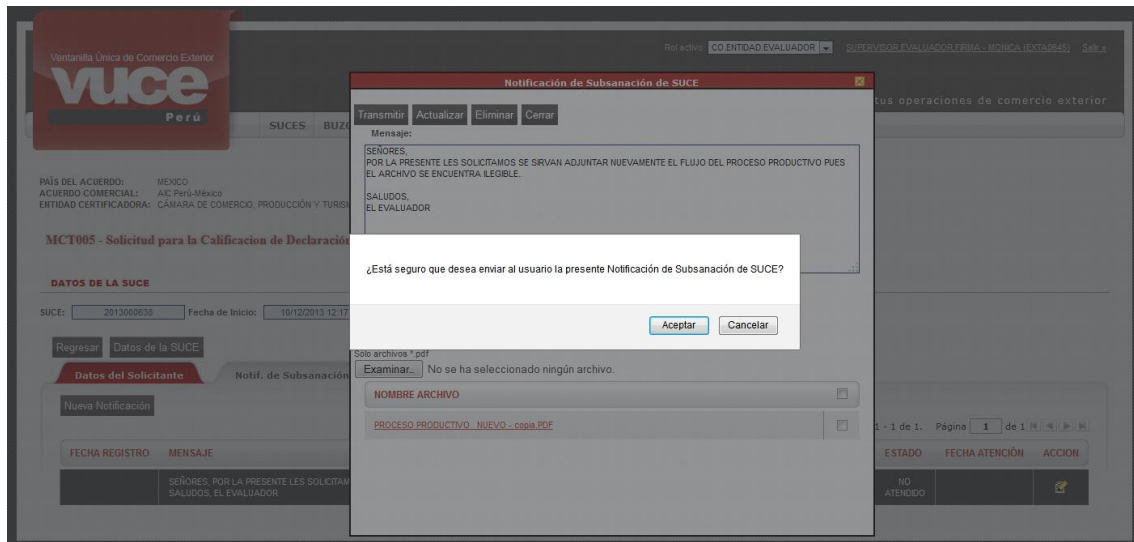 Ventanilla Única de Comercio Exterior
vuce
Perú
Rol activo CO.ENTIDAD.EVALUADOR SUPERVISOR.EVALUADOR.FIRMA - MONICA (EXTA0845) Salir »
tus operaciones de comercio exterior
SUCES BUZO
Notificación de Subsanación de SUCE
Transmitir Actualizar Eliminar Cerrar
Mensaje:
SEÑORES,
POR LA PRESENTE LES SOLICITAMOS SE SIRVAN ADJUNTAR NUEVAMENTE EL FLUJO DEL PROCESO PRODUCTIVO PUES
EL ARCHIVO SE ENCUENTRA ILEGIBLE.
SALUDOS,
EL EVALUADOR
PAÍS DEL ACUERDO: MEXICO
ACUERDO COMERCIAL: AIC Perú-México
ENTIDAD CERTIFICADORA: CÁMARA DE COMERCIO, PRODUCCIÓN Y TURISM
MCT005 - Solicitud para la Calificacion de Declaración
¿Está seguro que desea enviar al usuario la presente Notificación de Subsanación de SUCE?
Aceptar Cancelar
DATOS DE LA SUCE
SUCE: 2013000636 Fecha de Inicio: 10/12/2013 12:17
Regresar Datos de la SUCE
Datos del Solicitante Notif. de Subsanación
Nueva Notificación
Sólo archivos *.pdf
Examinar_ No se ha seleccionado ningún archivo.
NOMBRE ARCHIVO
PROCESO PRODUCTIVO NUEVO - copia.PDF
1 - 1 de 1. Página 1 de 1
FECHA REGISTRO MENSAJE ESTADO FECHA ATENCIÓN ACCION
SEÑORES, POR LA PRESENTE LES SOLICITAM
SALUDOS, EL EVALUADOR
NO
ATENDIDO